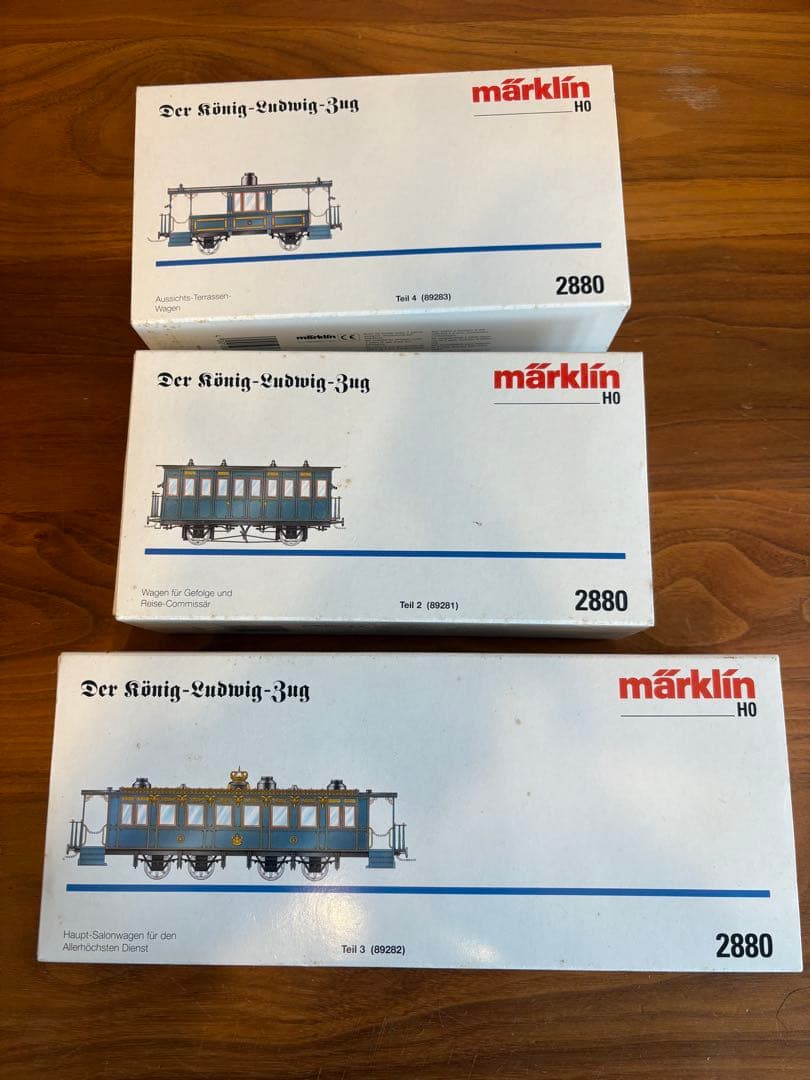 Der König-Ludwig-Zug
märklin
H0
Aussichts-Terrassen-
Wagen
Teil 4 (89283)
2880
märklin CE
Der König-Ludwig-Zug
märklin
H0
Wagen für Gefolge und
Reise-Commissär
Teil 2 (89281)
2880
Der König-Ludwig-Zug
märklin
H0
Haupt-Salonwagen für den
Allerhöchsten Dienst
Teil 3 (89282)
2880